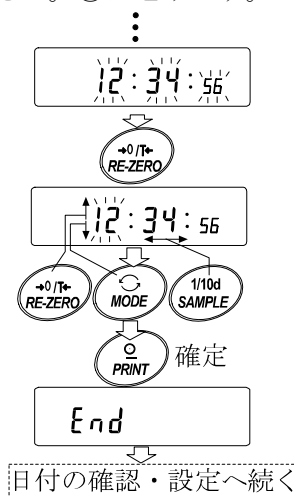 12:34:56
→0/T←
RE-ZERO
12:34:56
→0/T←
RE-ZERO
MODE
1/10d
SAMPLE
PRINT
確定
End
日付の確認・設定へ続く